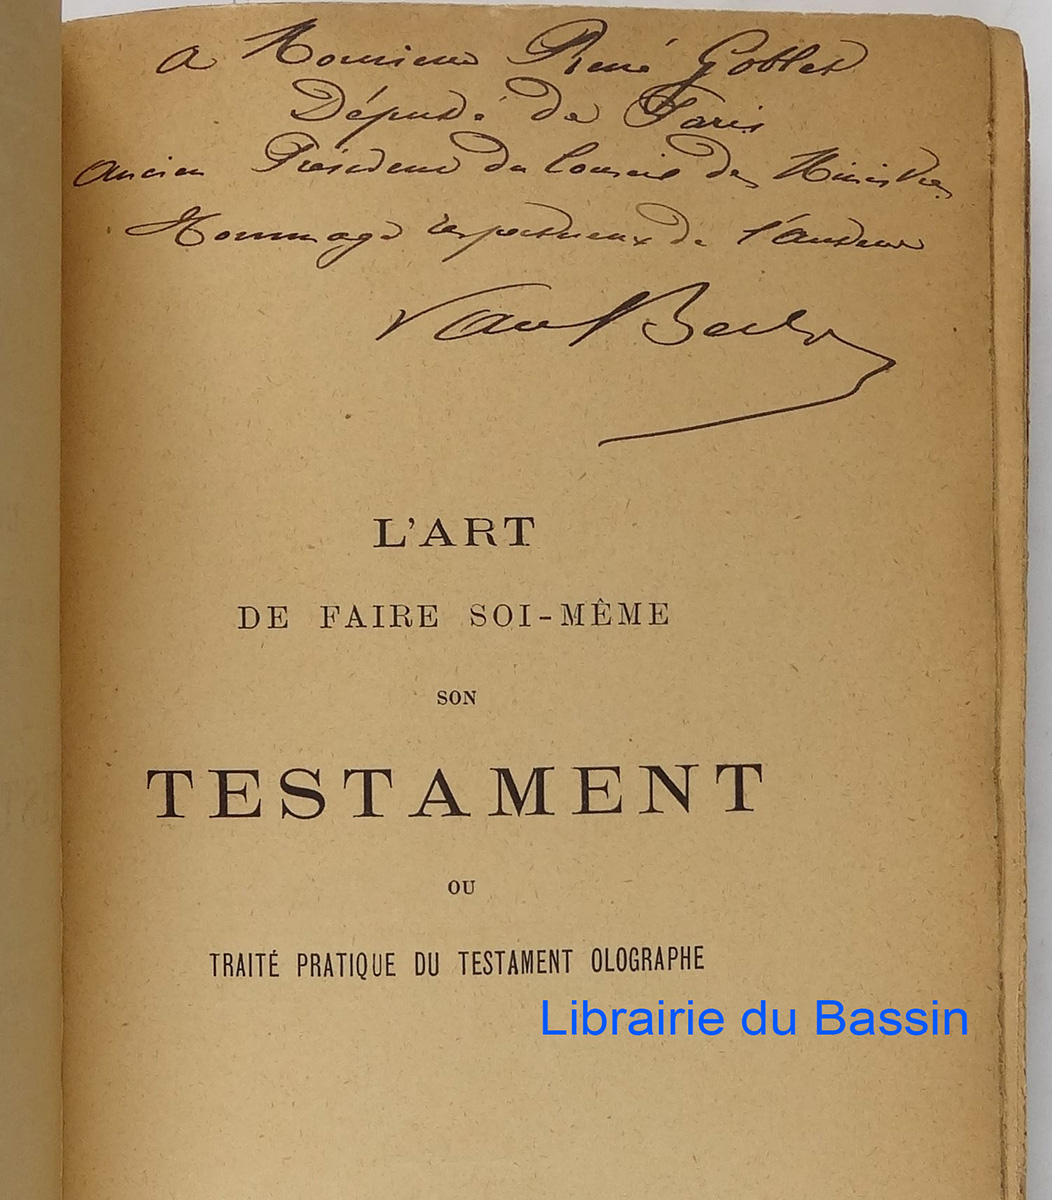 A Monsieur René Goblet
Député de Paris
ancien Président du Conseil des Ministres
Hommage respectueux de l'auteur
Paul
L'ART
DE FAIRE SOI-MÊME
SON
TESTAMENT
OU
TRAITÉ PRATIQUE DU TESTAMENT OLOGRAPHE
Librairie du Bassin